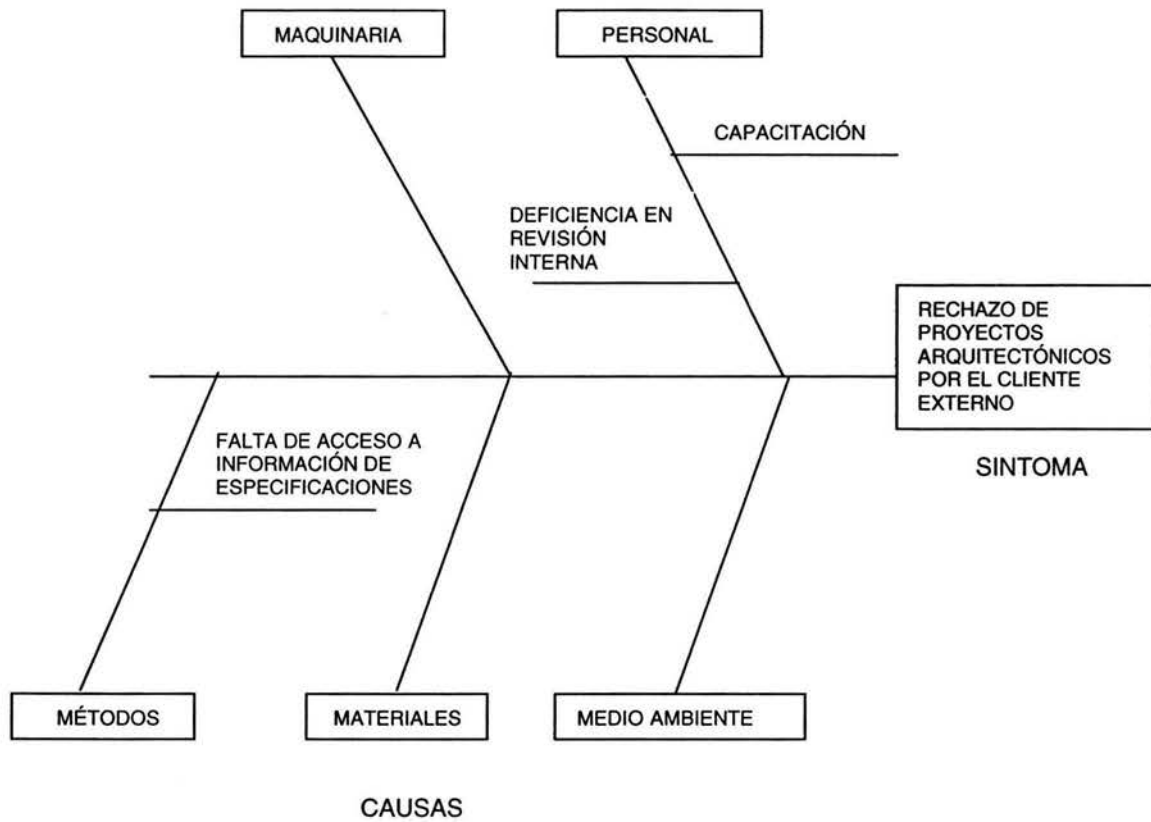 MAQUINARIA
PERSONAL
CAPACITACIÓN
DEFICIENCIA EN
REVISIÓN
INTERNA
RECHAZO DE
PROYECTOS
ARQUITECTÓNICOS
POR EL CLIENTE
EXTERNO
SINTOMA
FALTA DE ACCESO A
INFORMACIÓN DE
ESPECIFICACIONES
MÉTODOS
MATERIALES
MEDIO AMBIENTE
CAUSAS